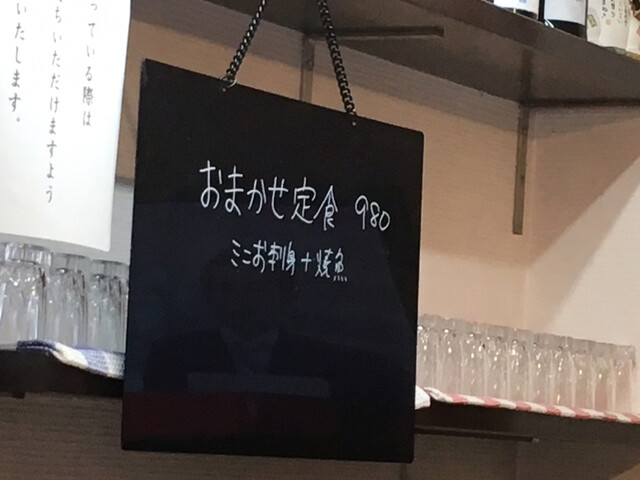 おまかせ定食 980
ミニお刺身+焼魚
っている際は
ちいただけますよう
いたします。